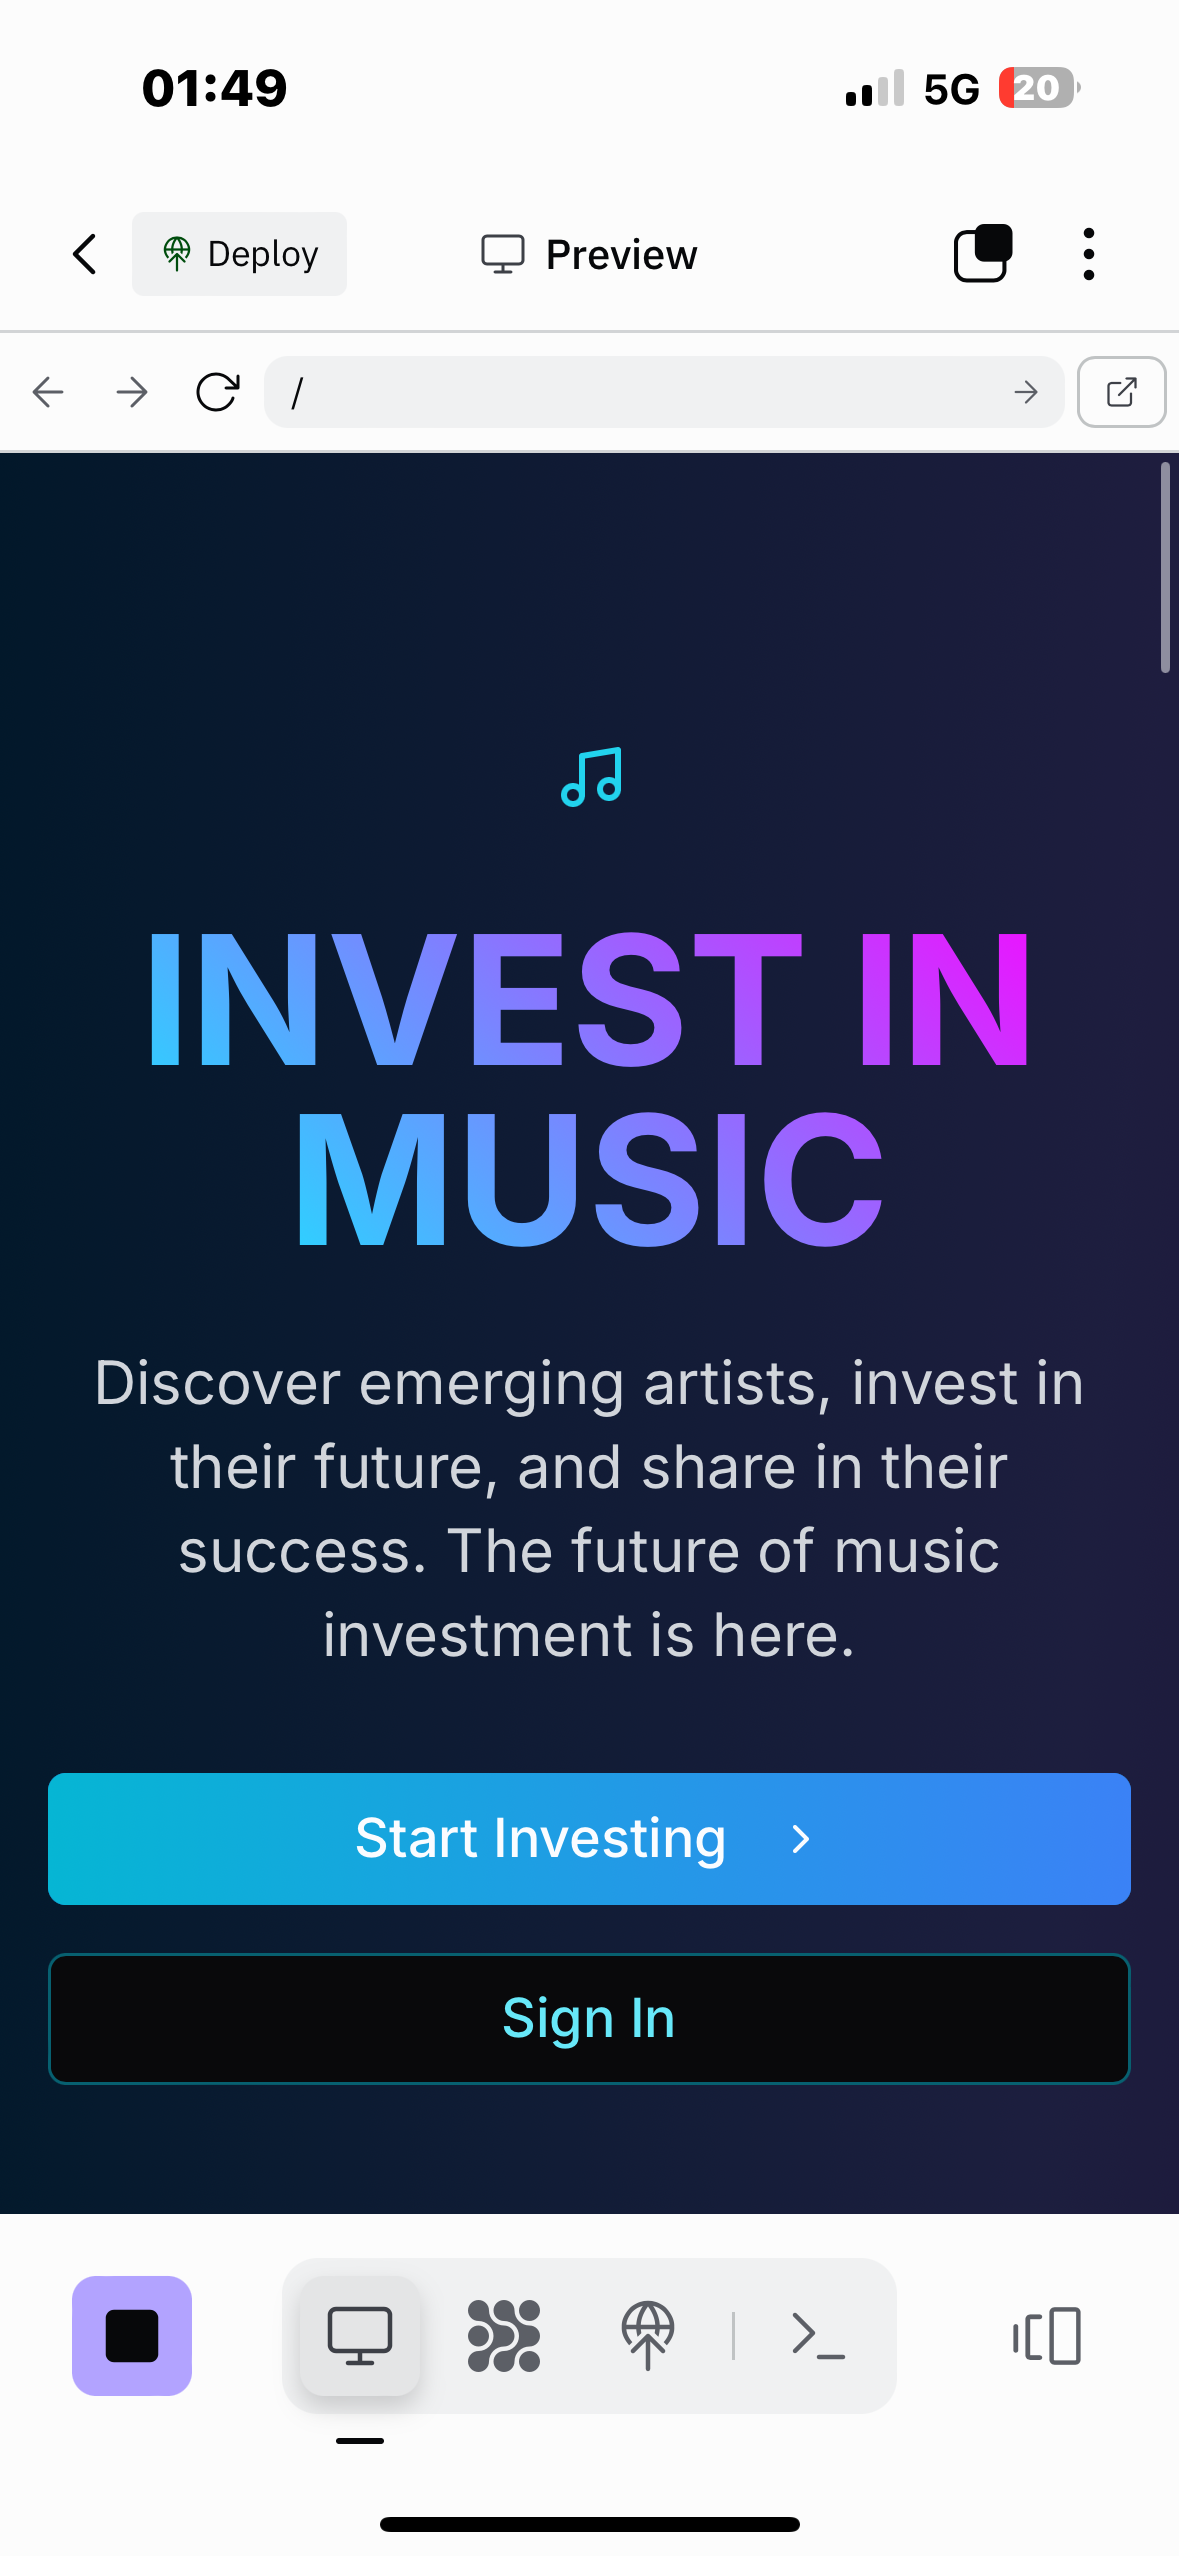 01:49
5G
20
Deploy
Preview
/
INVEST IN
MUSIC
Discover emerging artists, invest in
their future, and share in their
success. The future of music
investment is here.
Start Investing
Sign In